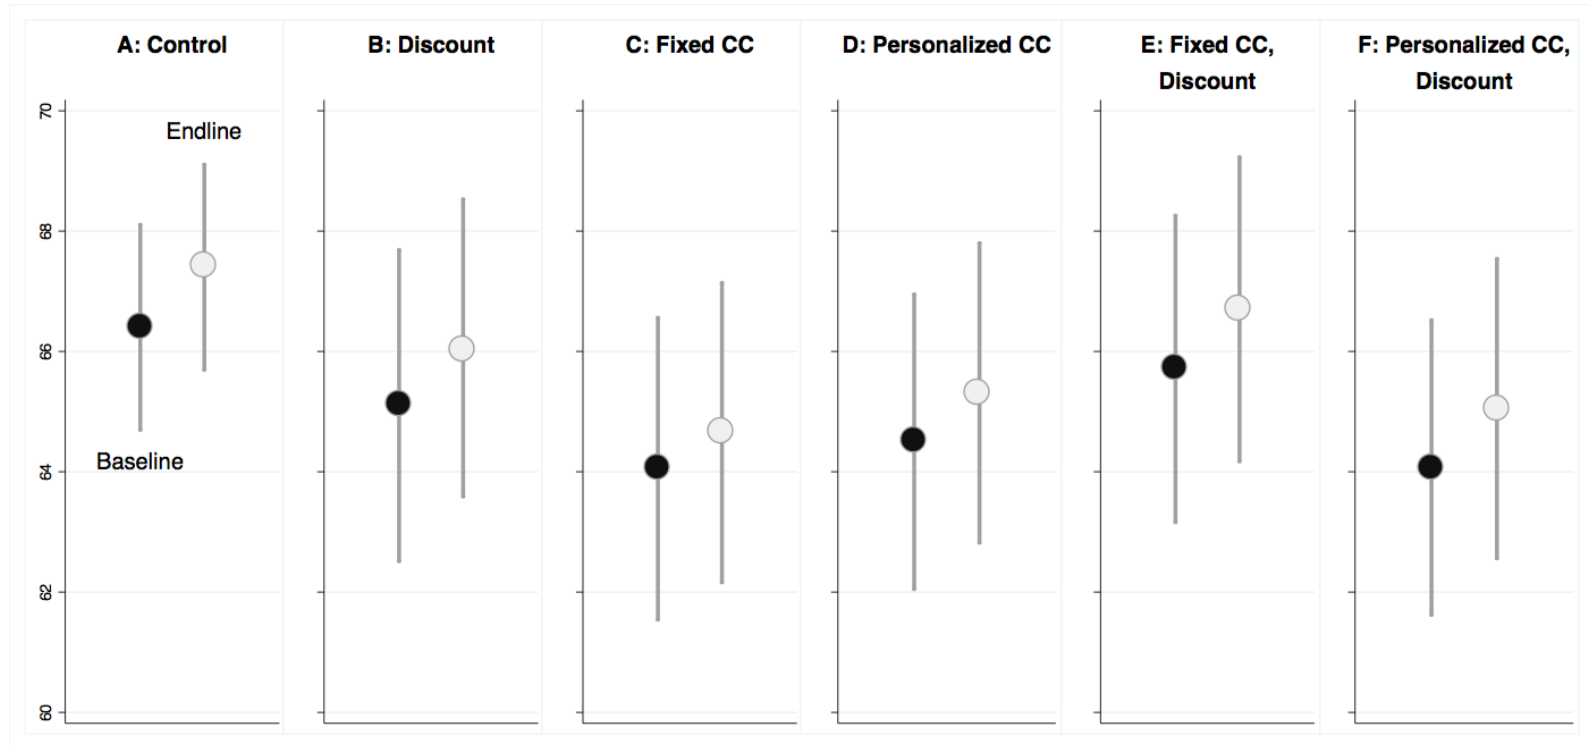 A: Control
B: Discount
C: Fixed CC
D: Personalized CC
E: Fixed CC,
Discount
F: Personalized CC,
Discount
70
68
66
64
62
60
Endline
Baseline